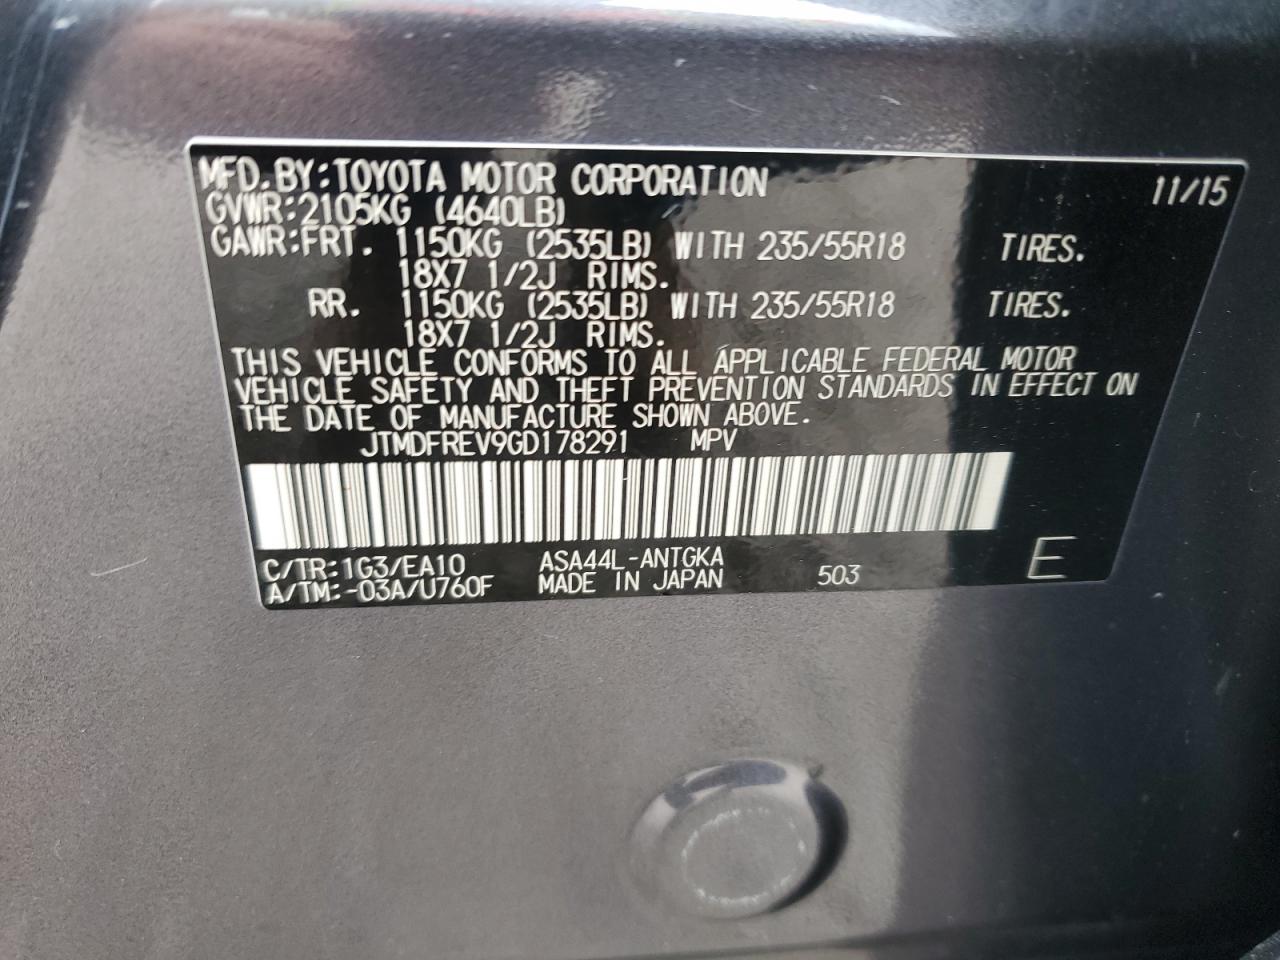 MFD. BY: TOYOTA MOTOR CORPORATION 11/15
GVWR: 2105KG (4640LB)
GAWR: FRT. 1150KG (2535LB) WITH 235/55R18 TIRES.
18X7 1/2J RIMS.
RR. 1150KG (2535LB) WITH 235/55R18 TIRES.
18X7 1/2J RIMS.
THIS VEHICLE CONFORMS TO ALL APPLICABLE FEDERAL MOTOR
VEHICLE SAFETY AND THEFT PREVENTION STANDARDS IN EFFECT ON
THE DATE OF MANUFACTURE SHOWN ABOVE.
JTMDFREV9GD178291 MPV
C/TR: 1G3/EA10 ASA44L-ANTGKA
A/TM: -03A/U760F MADE IN JAPAN 503 E